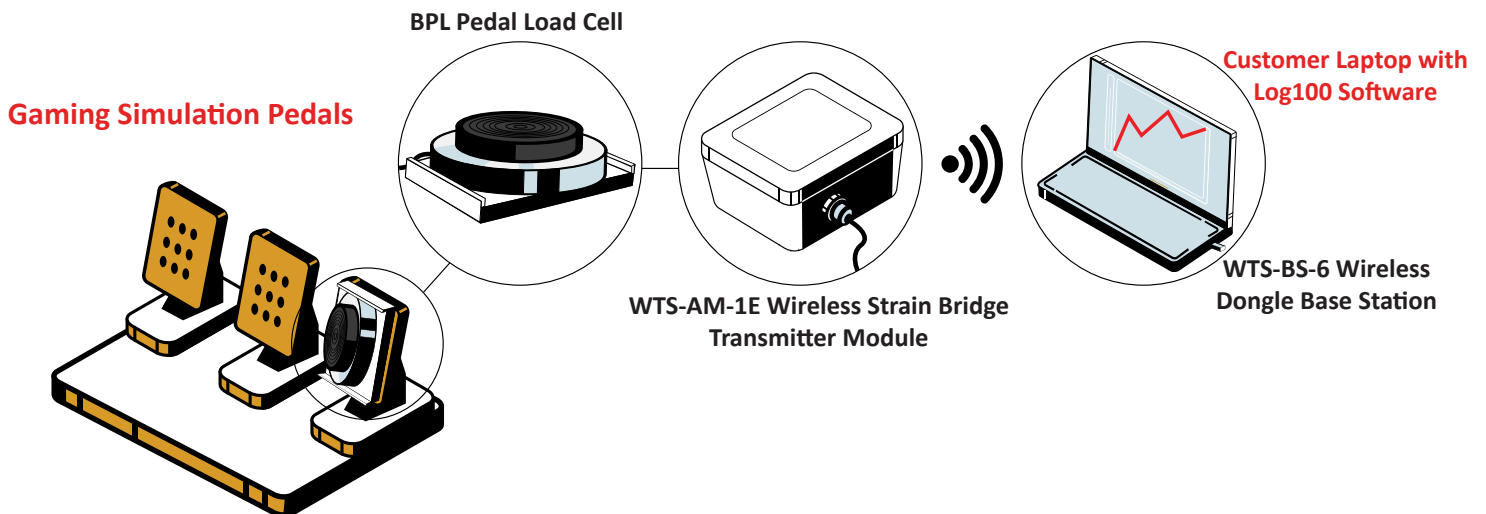 BPL Pedal Load Cell
Gaming Simulation Pedals
Customer Laptop with
Log100 Software
WTS-AM-1E Wireless Strain Bridge
Transmitter Module
WTS-BS-6 Wireless
Dongle Base Station